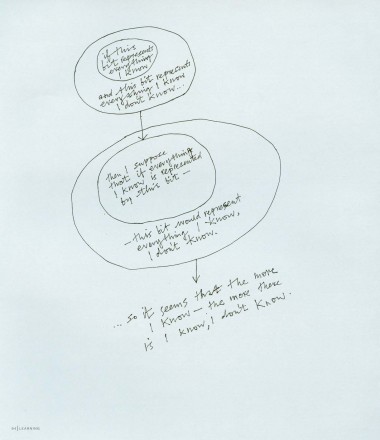 if this
bit represents
everything
I know
and this bit represents
everything I know
I don't know...
then I suppose
that if everything
I know is represented
by this bit —
— this bit would represent
everything I know,
I don't know.
... so it seems that the more
I know — the more there
is I know, I don't know.
LEARNING